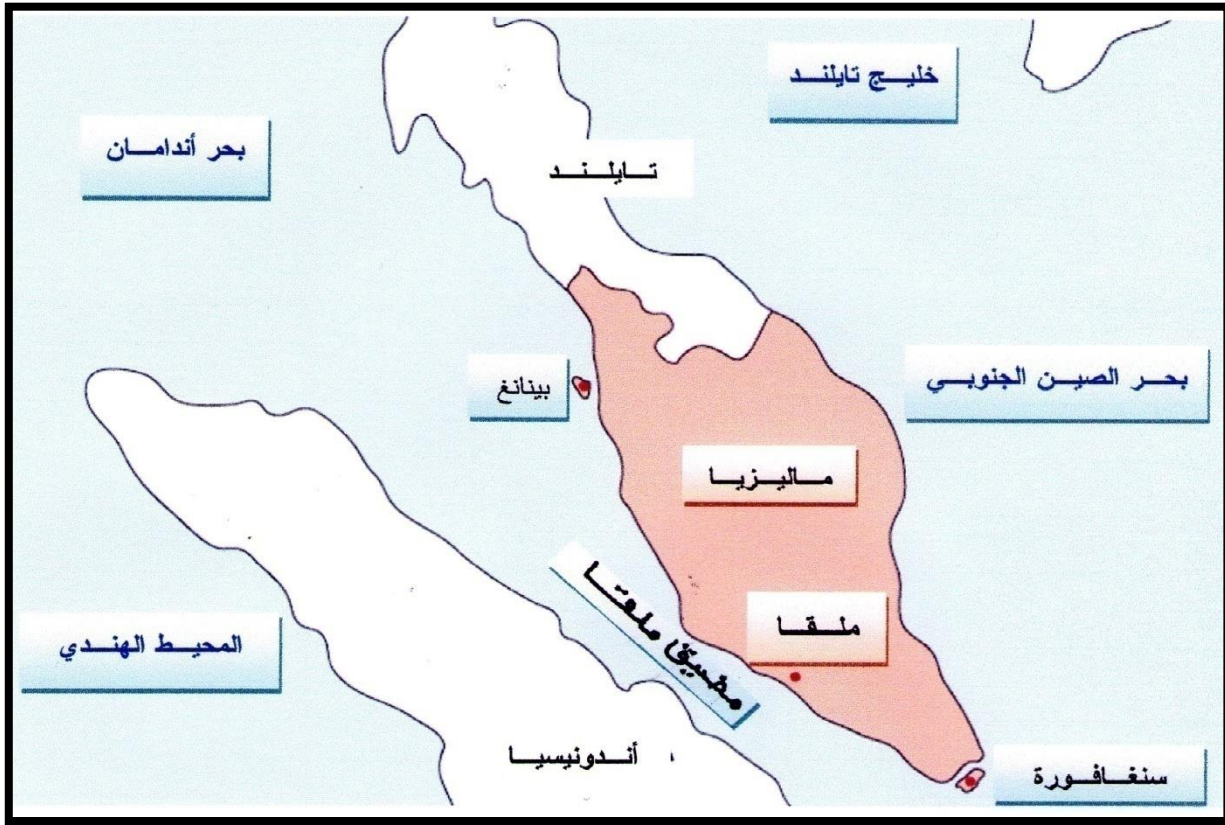 خليج تايلند
بحر أندامان
تايلند
بحر الصين الجنوبي
بينانغ
ماليزيا
مضيق ملقا
ملقا
المحيط الهندي
أندونيسيا
سنغافورة